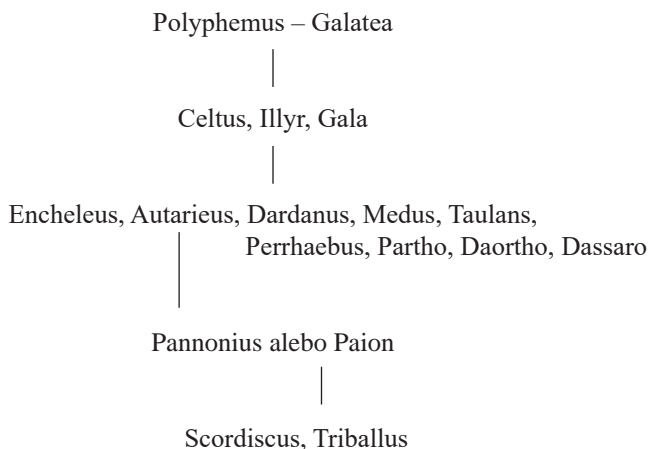 Polyphemus – Galatea
Celtus, Illyr, Gala
Encheleus, Autarieus, Dardanus, Medus, Taulans,
Perrhaebus, Partho, Daortho, Dassaro
Pannonius alebo Paion
Scordiscus, Triballus